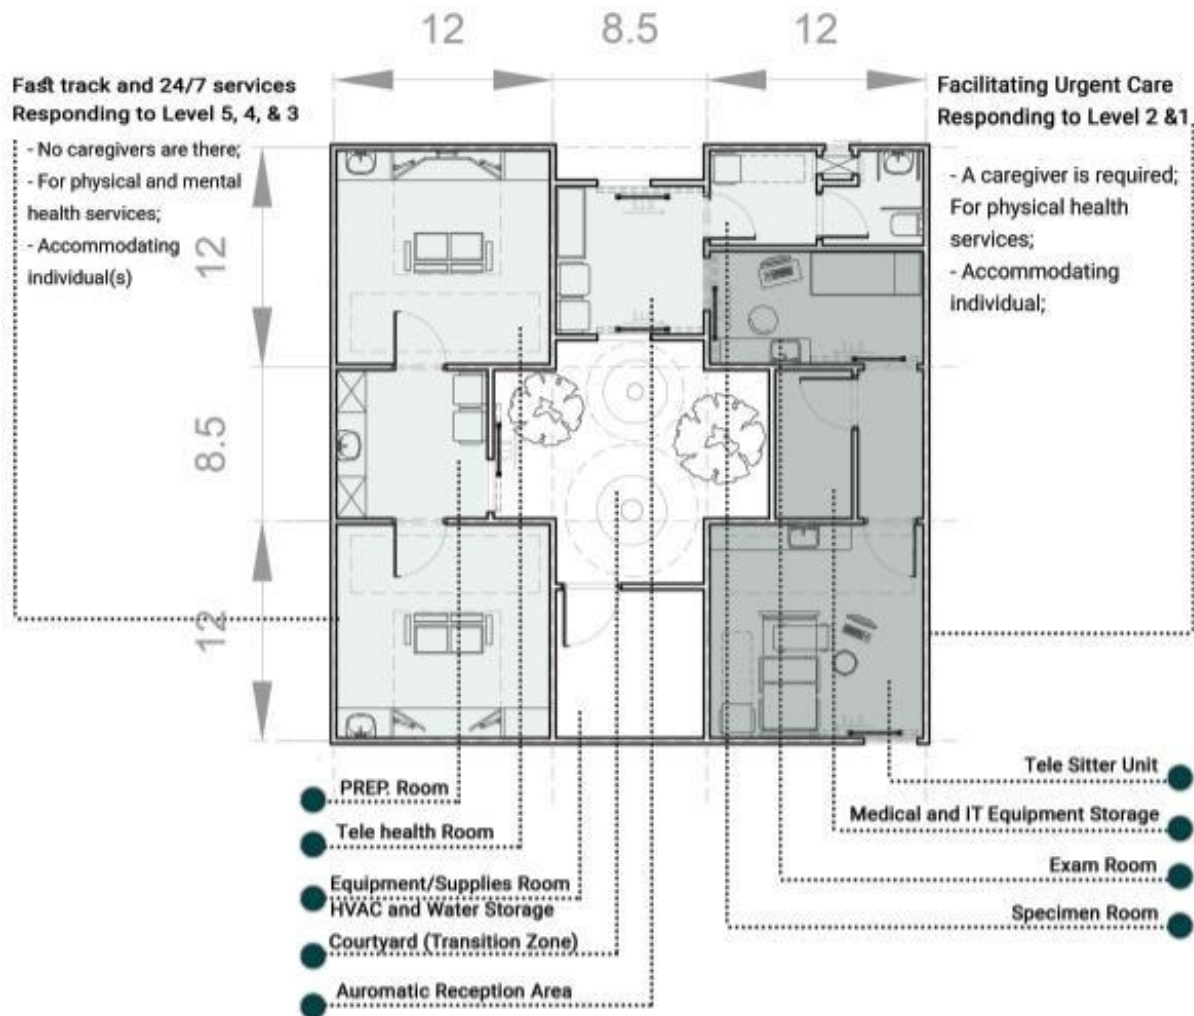 12
8.5
12
Fast track and 24/7 services
Responding to Level 5, 4, & 3
- No caregivers are there;
- For physical and mental
health services;
- Accommodating
individual(s)
Facilitating Urgent Care
Responding to Level 2 &1
- A caregiver is required;
For physical health
services;
- Accommodating
individual;
12
8.5
12
PREP. Room
Tele health Room
Equipment/Supplies Room
HVAC and Water Storage
Courtyard (Transition Zone)
Auromatic Reception Area
Tele Sitter Unit
Medical and IT Equipment Storage
Exam Room
Specimen Room